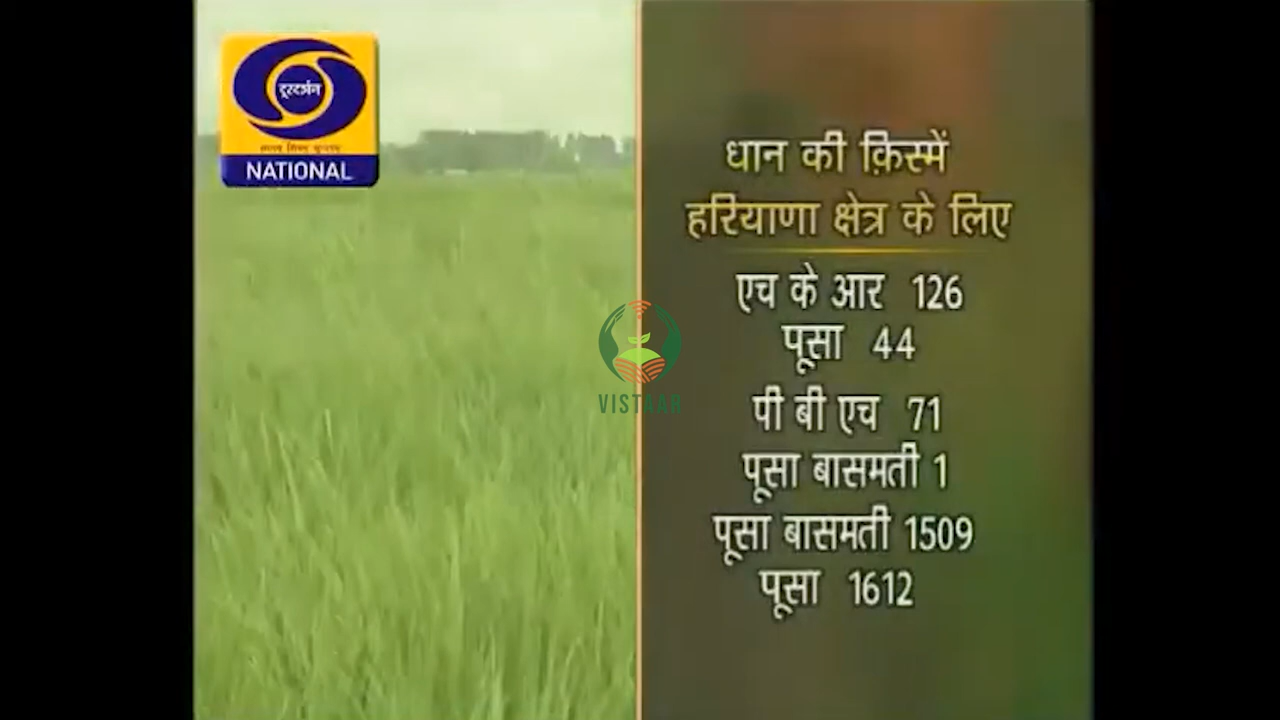 दूरदर्शन
NATIONAL
धान की क़िस्में
हरियाणा क्षेत्र के लिए
एच के आर 126
पूसा 44
पी बी एच 71
पूसा बासमती 1
पूसा बासमती 1509
पूसा 1612
VISTAAR